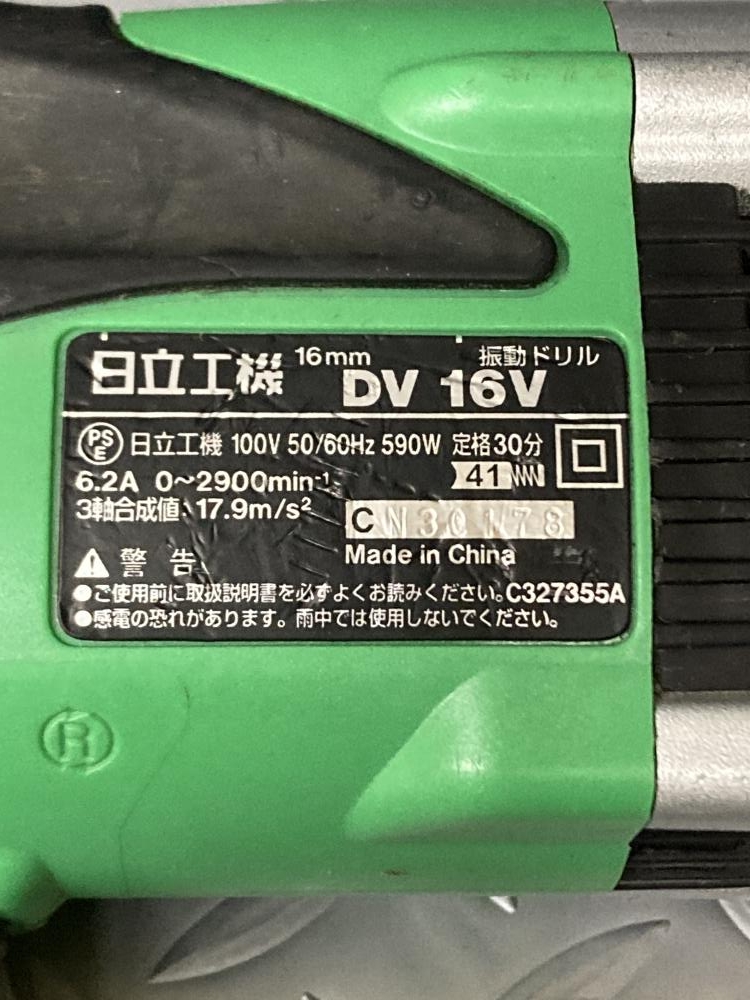 16mm 振動ドリル
日立工機 DV 16V
PS E 日立工機 100V 50/60Hz 590W 定格30分
6.2A 0〜2900min⁻¹ 41
3軸合成値: 17.9m/s²
C N301178
Made in China
警告
●ご使用前に取扱説明書を必ずよくお読みください。C327355A
●感電の恐れがあります。雨中では使用しないでください。
R